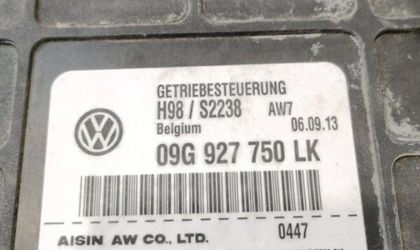 GETRIEBESTEUERUNG
H98 / S2238 AW7
Belgium 06.09.13
09G 927 750 LK
AISIN AW CO., LTD. 0447